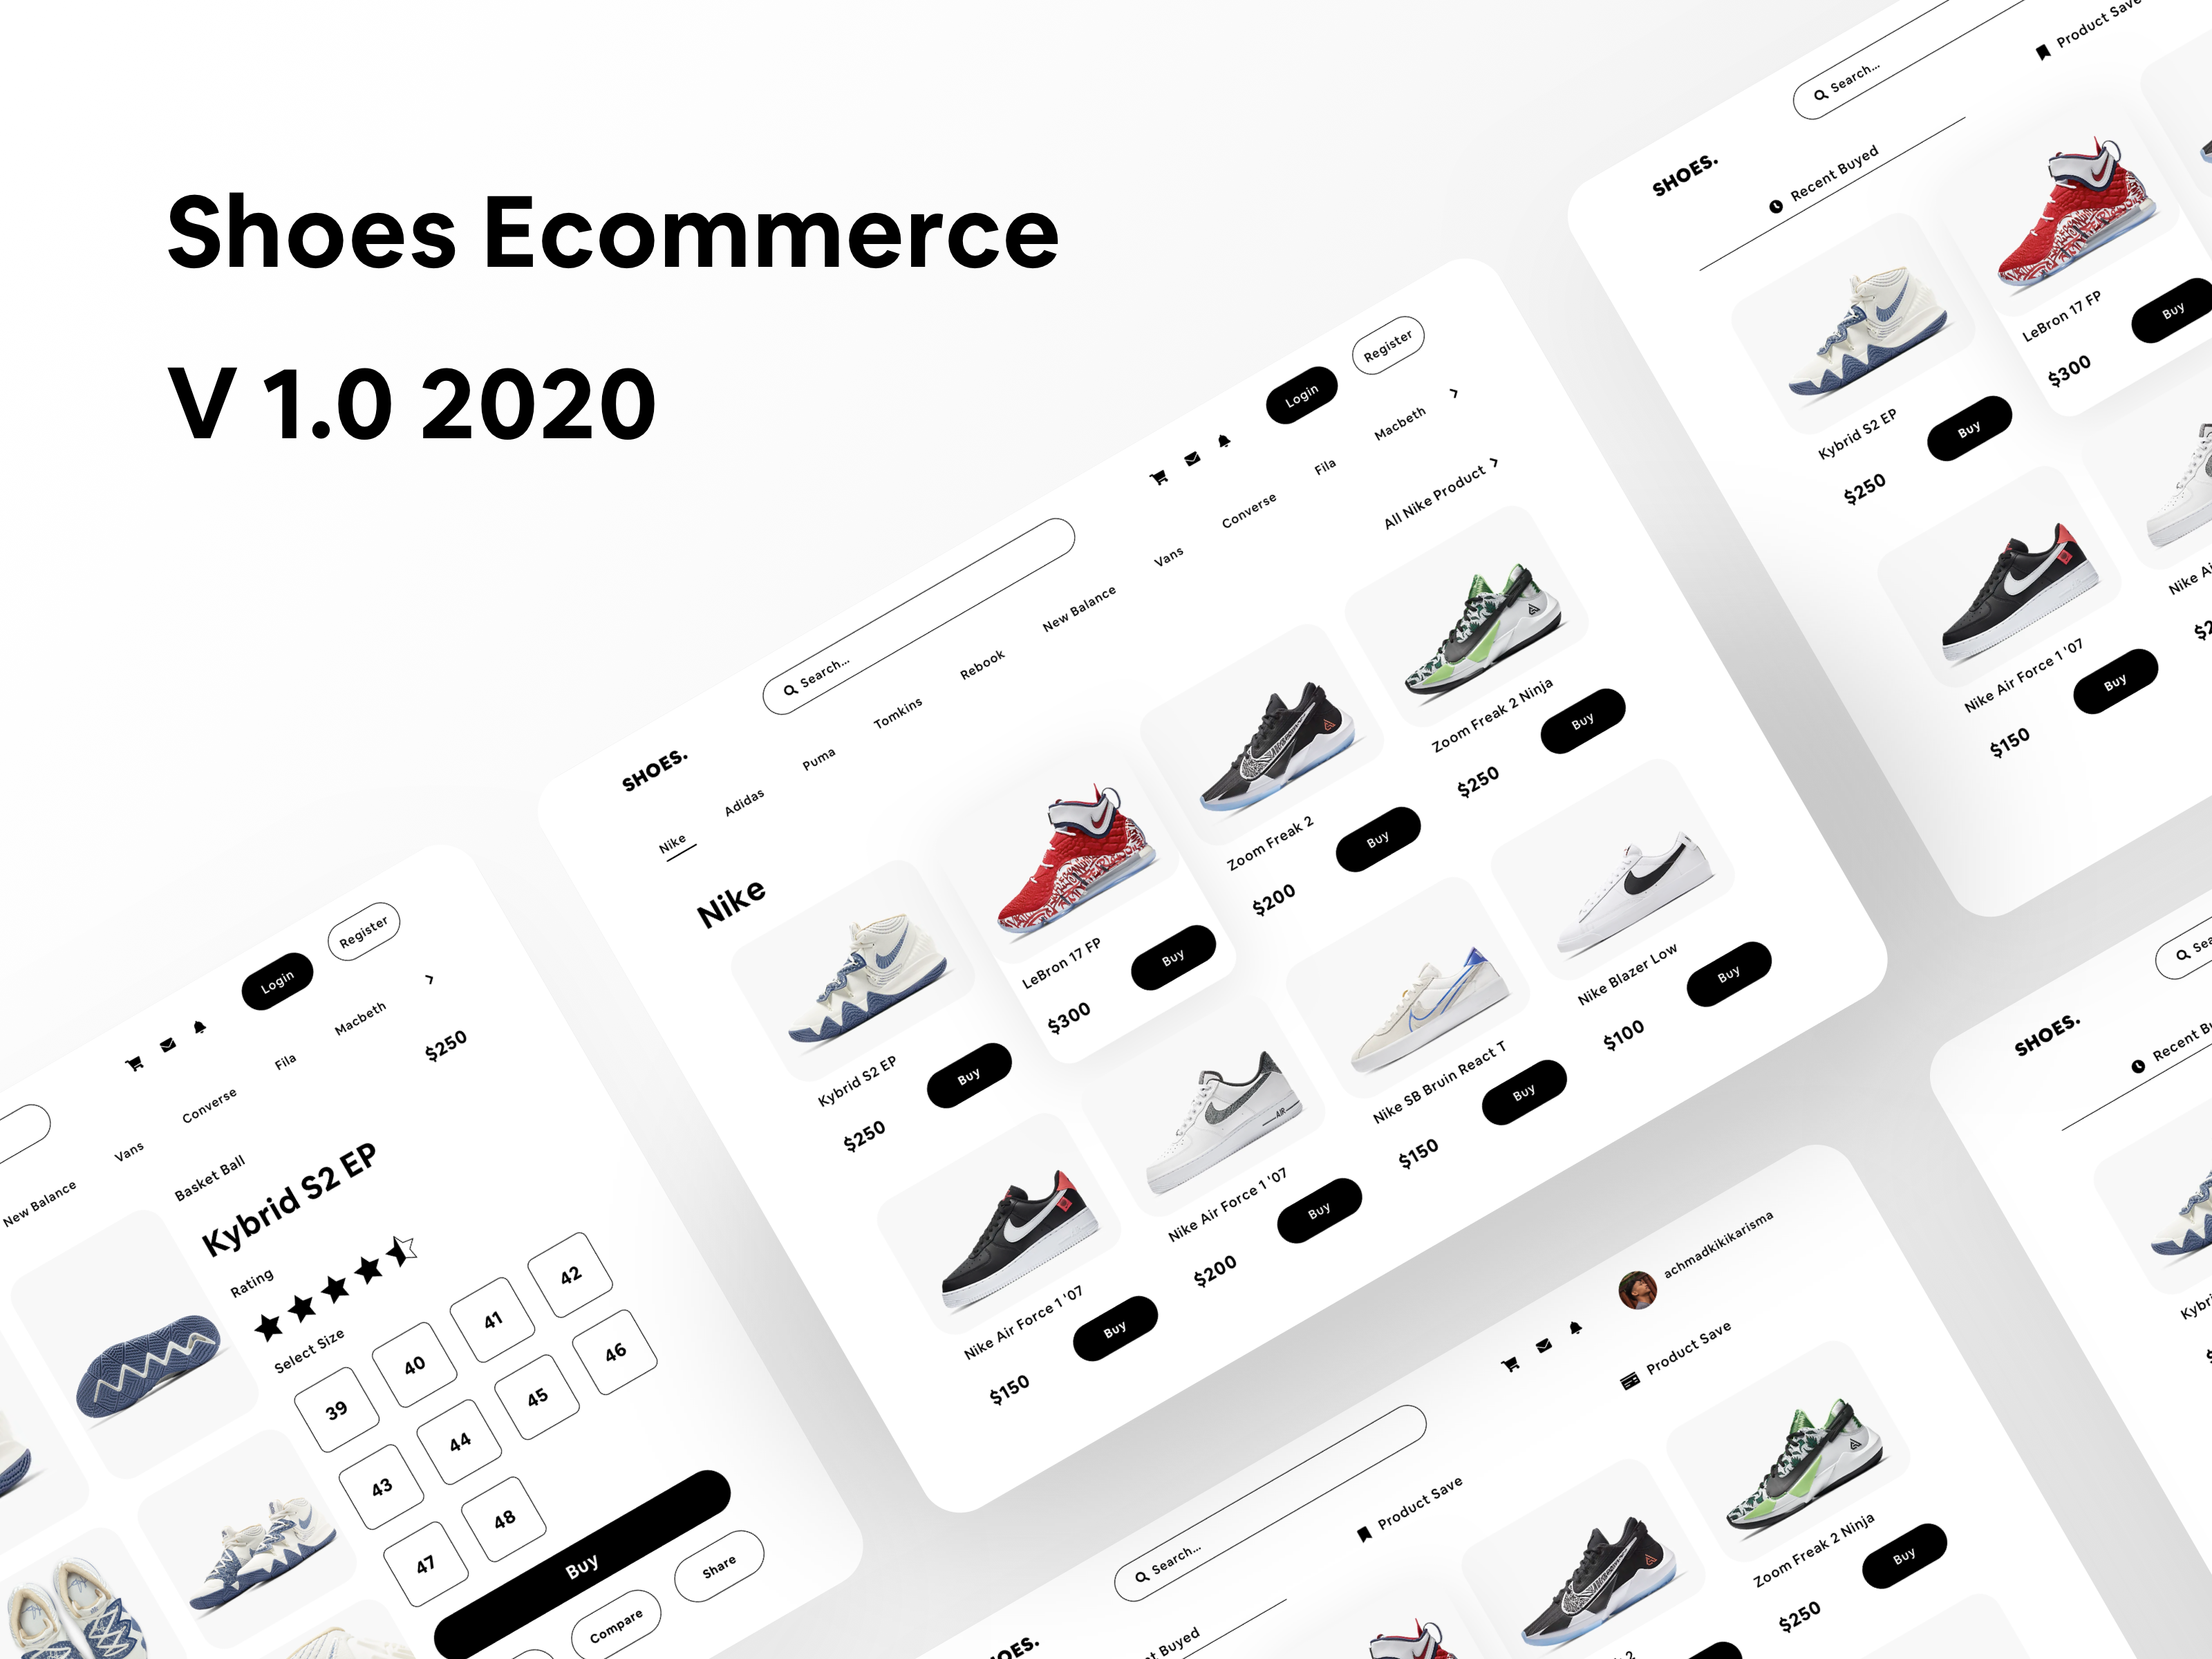 Shoes Ecommerce
V 1.0 2020
SHOES.
Search...
Login
Register
Nike
Adidas
Puma
Tomkins
Rebook
New Balance
Vans
Converse
Fila
Macbeth
Nike
All Nike Product
Kybrid S2 EP
$250
Buy
LeBron 17 FP
$300
Buy
Zoom Freak 2
$200
Buy
Zoom Freak 2 Ninja
$250
Buy
Nike Air Force 1 '07
$150
Buy
Nike Air Force 1 '07
$200
Buy
Nike SB Bruin React T
$150
Buy
Nike Blazer Low
$100
Buy
AIR
Login
Register
New Balance
Vans
Converse
Fila
Macbeth
Basket Ball
$250
Kybrid S2 EP
Rating
Select Size
39
40
41
42
43
44
45
46
47
48
Buy
Compare
Share
SHOES.
Search...
Recent Buyed
Product Save
Kybrid S2 EP
$250
Buy
LeBron 17 FP
$300
Buy
Nike Air Force 1 '07
$150
Buy
Nike
SHOES.
Recent
Search...
achmadkikikarisma
Product Save
Product Save
Buyed
Zoom Freak 2 Ninja
$250
Buy